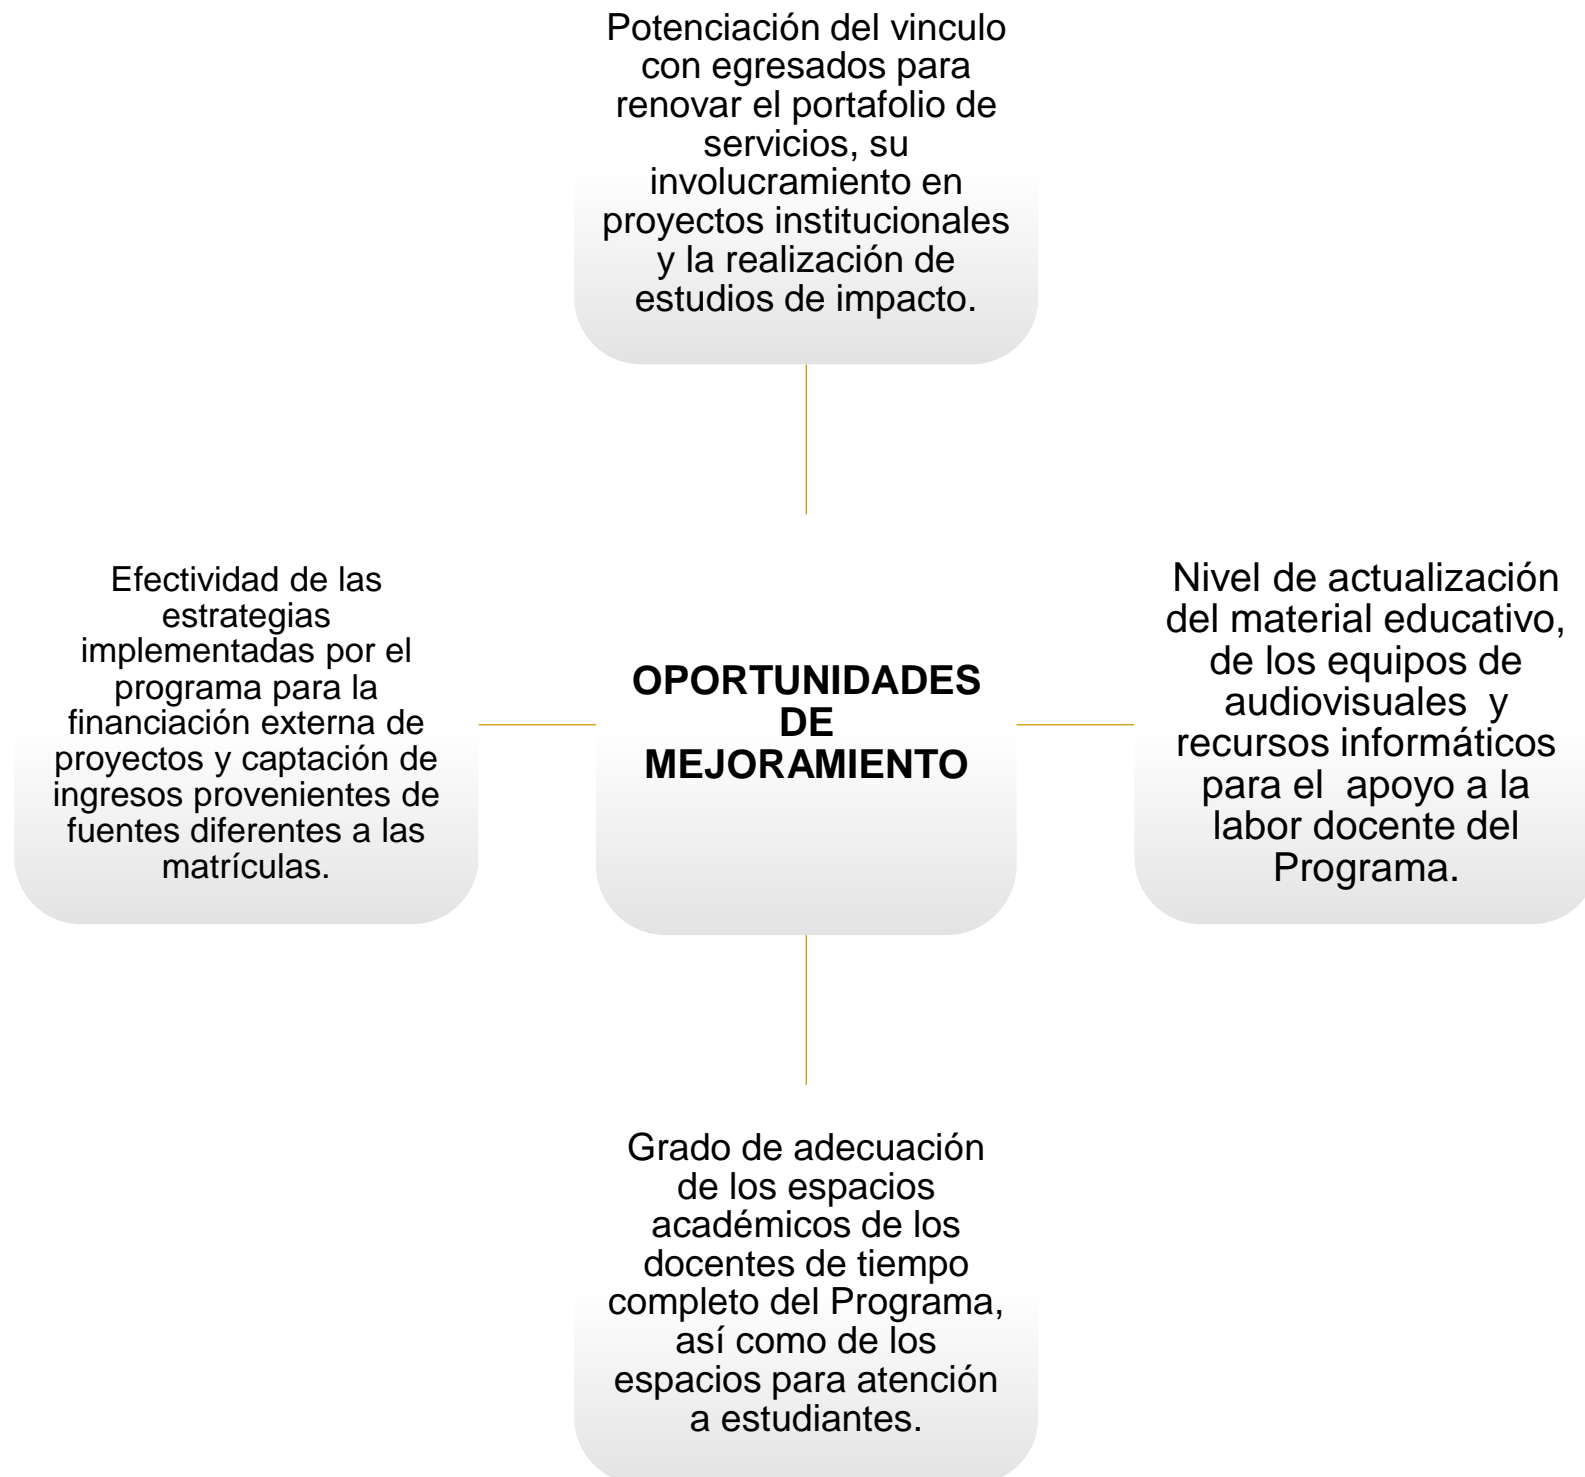 Potenciación del vinculo
con egresados para
renovar el portafolio de
servicios, su
involucramiento en
proyectos institucionales
y la realización de
estudios de impacto.
Efectividad de las
estrategias
implementadas por el
programa para la
financiación externa de
proyectos y captación de
ingresos provenientes de
fuentes diferentes a las
matrículas.
OPORTUNIDADES
DE
MEJORAMIENTO
Nivel de actualización
del material educativo,
de los equipos de
audiovisuales y
recursos informáticos
para el apoyo a la
labor docente del
Programa.
Grado de adecuación
de los espacios
académicos de los
docentes de tiempo
completo del Programa,
así como de los
espacios para atención
a estudiantes.